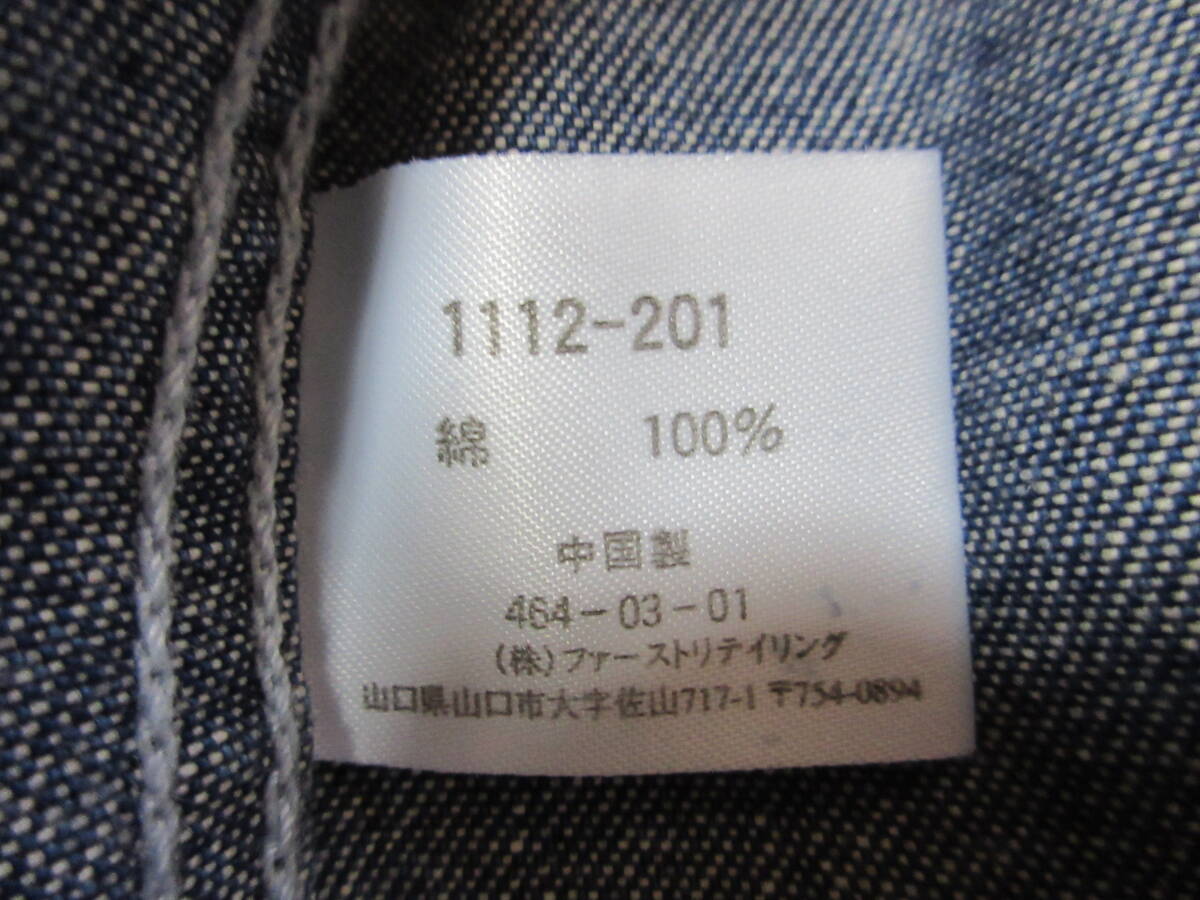 1112-201
綿 100%
中国製
464-03-01
(株)ファーストリテイリング
山口県山口市大字佐山717-1 〒754-0894